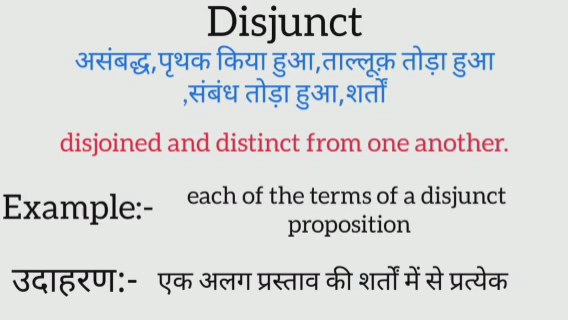 Disjunct
असंबद्ध,पृथक किया हुआ,ताल्लूक़ तोड़ा हुआ
,संबंध तोड़ा हुआ,शर्तों
disjoined and distinct from one another.
Example:- each of the terms of a disjunct
proposition
उदाहरण:- एक अलग प्रस्ताव की शर्तों में से प्रत्येक